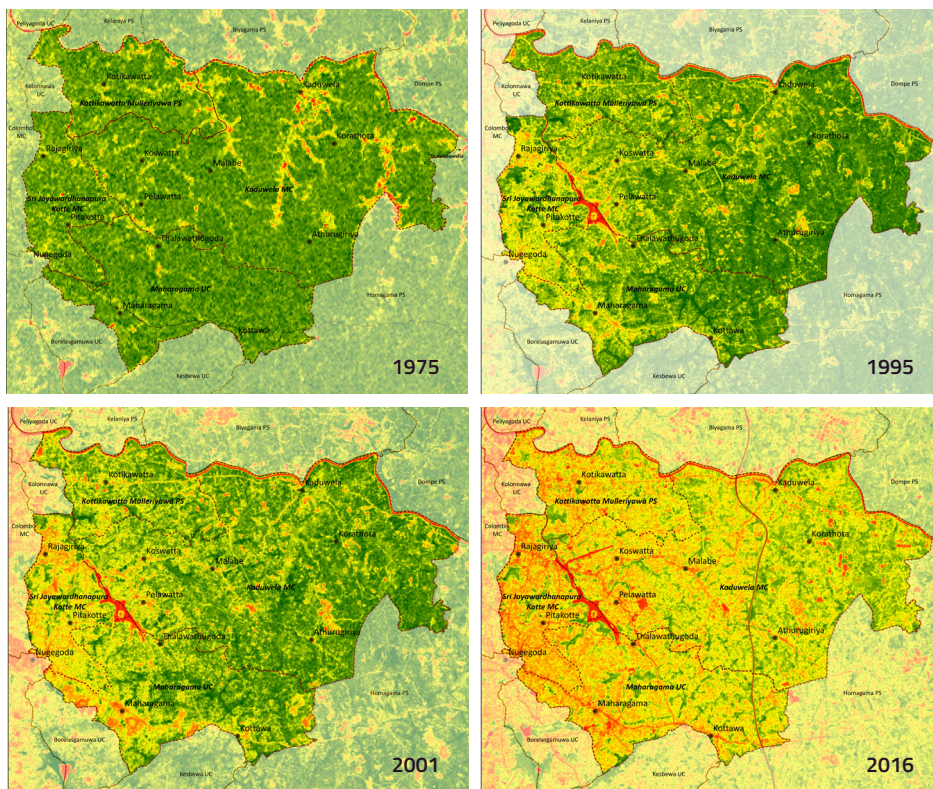 Peliyagoda UC
Kelaniya PS
Biyagama PS
Kotikawatta
Kaduwela
Dompe PS
Kolonnawa
UC
Kottikawatta Mulleriyawa PS
Colombo
MC
Korathota
Rajagiriya
Koswatta
Malabe
Kaduwela MC
Sri Jayawardhanapura
Kotte MC
Pelawatta
Pitakotte
Thalawathugoda
Athurugiriya
Nugegoda
Maharagama UC
Homagama PS
Maharagama
Kottawa
Borelasgamuwa UC
Kesbewa UC
1975
Peliyagoda UC
Kelaniya PS
Biyagama PS
Kotikawatta
Kaduwela
Dompe PS
Kolonnawa
UC
Kottikawatta Mulleriyawa PS
Colombo
MC
Korathota
Rajagiriya
Koswatta
Malabe
Kaduwela MC
Sri Jayawardhanapura
Kotte MC
Pelawatta
Pitakotte
Thalawathugoda
Athurugiriya
Nugegoda
Maharagama UC
Homagama PS
Maharagama
Kottawa
Borelasgamuwa UC
Kesbewa UC
1995
Peliyagoda UC
Kelaniya PS
Biyagama PS
Kotikawatta
Kaduwela
Dompe PS
Kolonnawa
UC
Kottikawatta Mulleriyawa PS
Colombo
MC
Korathota
Rajagiriya
Koswatta
Malabe
Kaduwela MC
Sri Jayawardhanapura
Kotte MC
Pelawatta
Pitakotte
Thalawathugoda
Athurugiriya
Nugegoda
Maharagama UC
Homagama PS
Maharagama
Kottawa
Borelasgamuwa UC
Kesbewa UC
2001
Peliyagoda UC
Kelaniya PS
Biyagama PS
Kotikawatta
Kaduwela
Dompe PS
Kolonnawa
UC
Kottikawatta Mulleriyawa PS
Colombo
MC
Korathota
Rajagiriya
Koswatta
Malabe
Kaduwela MC
Sri Jayawardhanapura
Kotte MC
Pelawatta
Pitakotte
Thalawathugoda
Athurugiriya
Nugegoda
Maharagama UC
Homagama PS
Maharagama
Kottawa
Borelasgamuwa UC
Kesbewa UC
2016